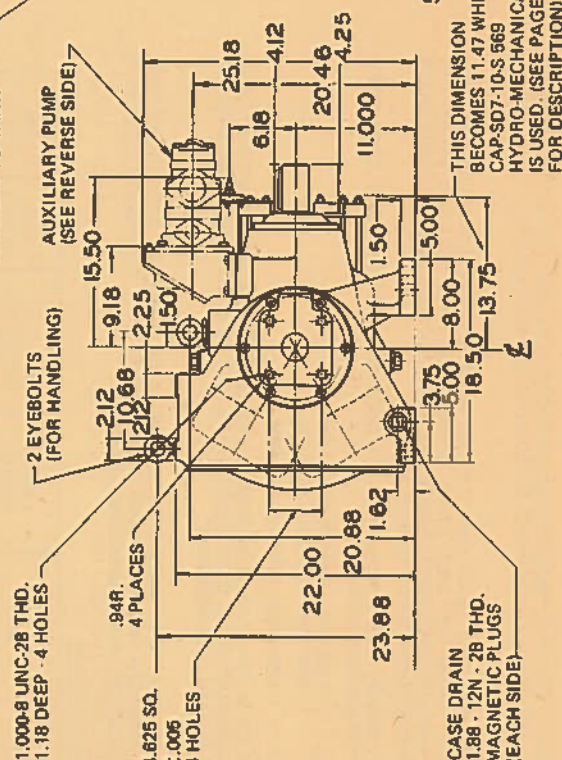 1.000-8 UNC-2B THD.
1.18 DEEP - 4 HOLES
2 EYEBOLTS
(FOR HANDLING)
AUXILIARY PUMP
(SEE REVERSE SIDE)
.94R.
4 PLACES
4.625 SQ.
.005
4 HOLES
CASE DRAIN
1.88 - 12N - 2B THD.
MAGNETIC PLUGS
(EACH SIDE)
THIS DIMENSION
BECOMES 11.47 WHE
CAP-SD7-10-S 569
HYDRO-MECHANICA
IS USED. (SEE PAGE
FOR DESCRIPTION)
15.50
9.18
2.25
1.50
2.12
10.68
2.12
25.18
4.12
6.18
20.46
4.25
11.000
1.50
5.00
8.00
13.75
3.75
5.00
18.50
1.62
20.88
22.00
23.88